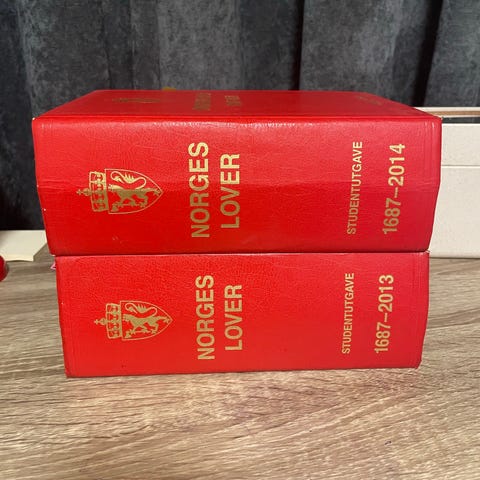 NORGES
LOVER
STUDENTUTGAVE
1687–2014
NORGES
LOVER
STUDENTUTGAVE
1687–2013